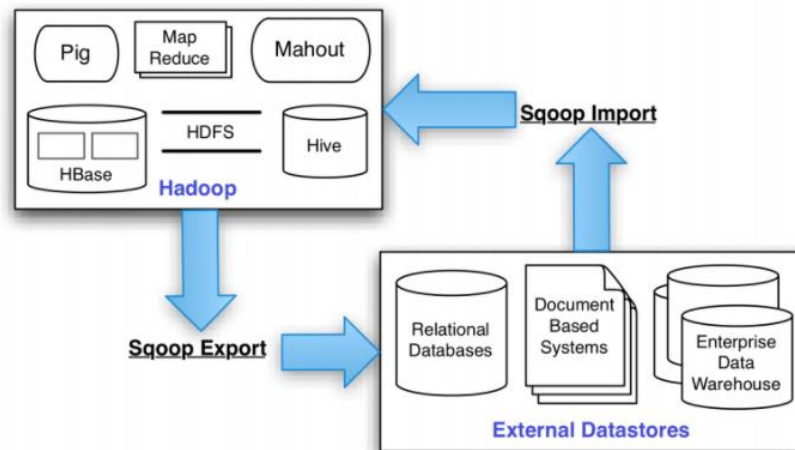 Pig
Map
Reduce
Mahout
HBase
HDFS
Hive
Hadoop
Sqoop Import
Sqoop Export
Relational
Databases
Document
Based
Systems
Enterprise
Data
Warehouse
External Datastores